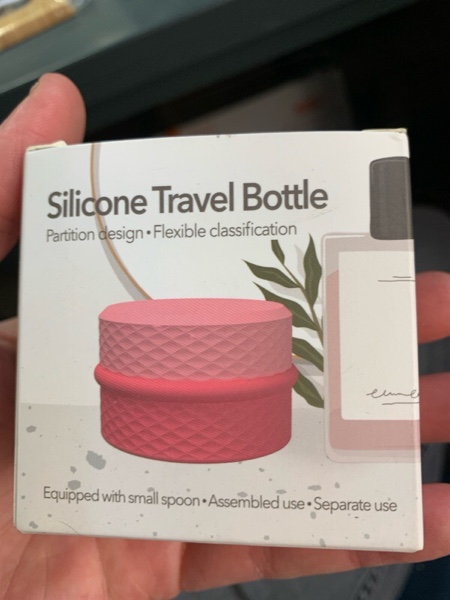 Silicone Travel Bottle
Partition design • Flexible classification
Equipped with small spoon • Assembled use • Separate use